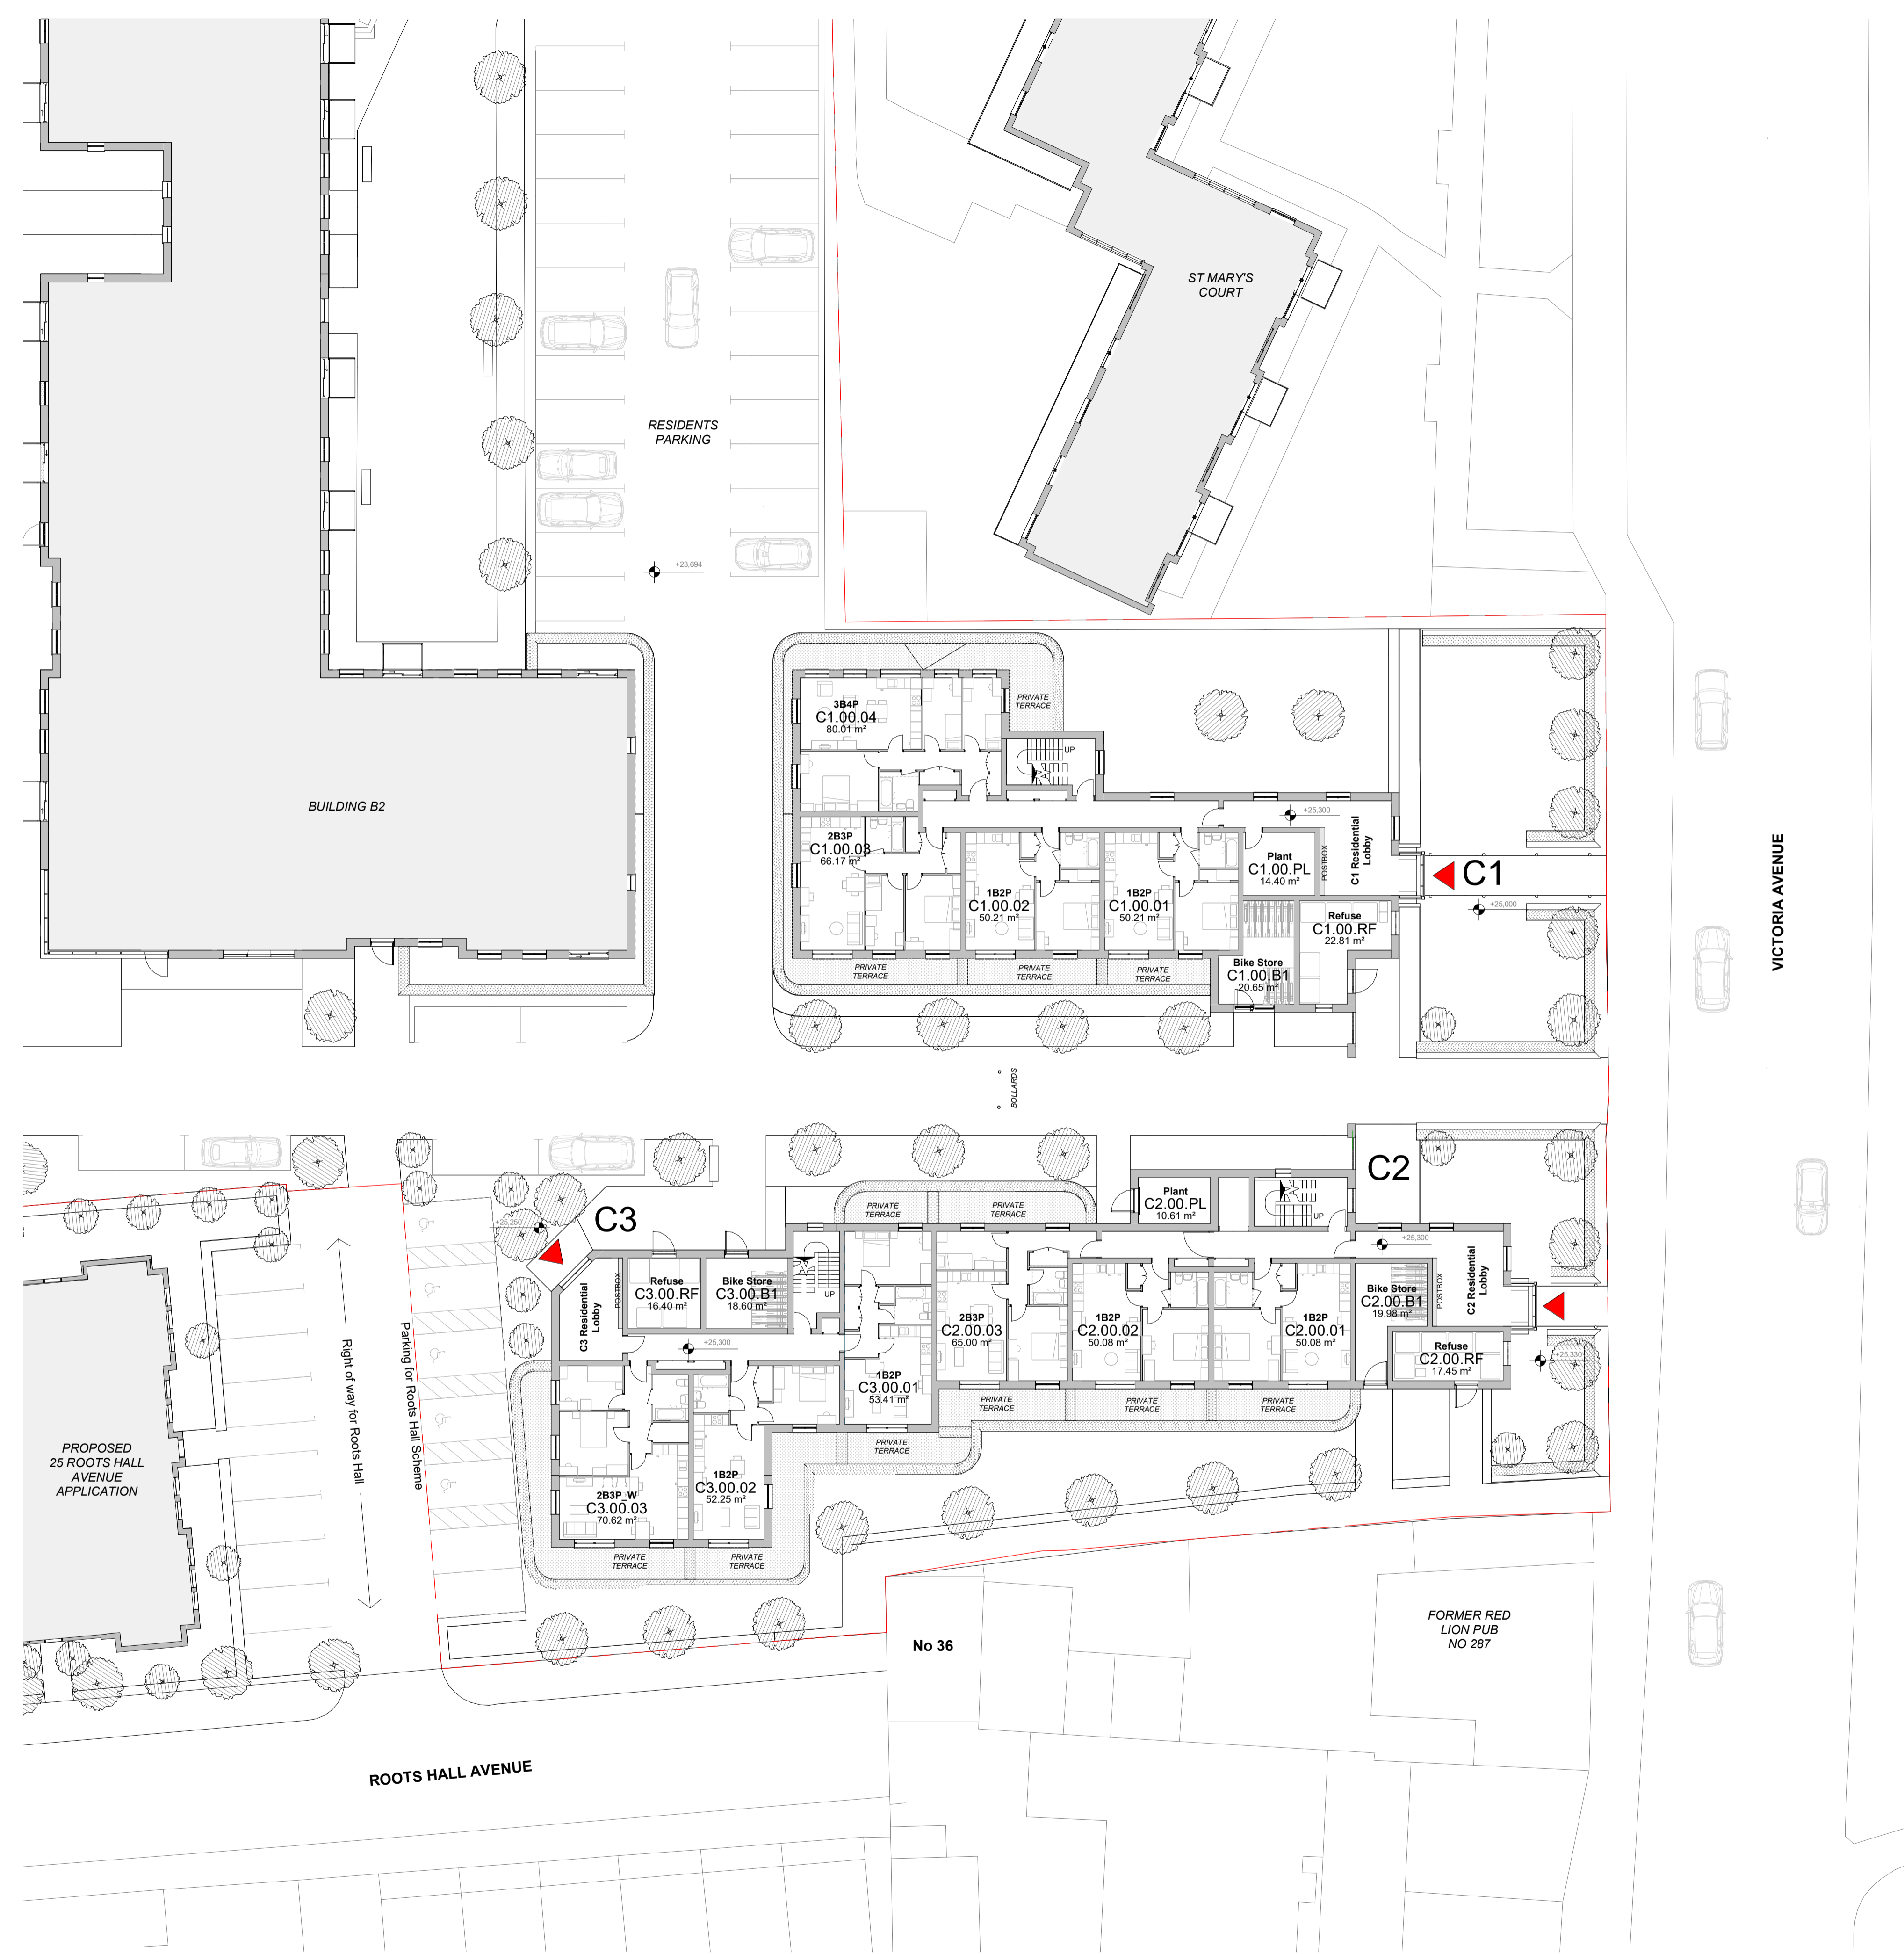 ST MARY'S
COURT
RESIDENTS
PARKING
+23,694
3B4P
C1.00.04
80.01 m²
PRIVATE
TERRACE
UP
BUILDING B2
2B3P
C1.00.03
66.17 m²
1B2P
C1.00.02
50.21 m²
1B2P
C1.00.01
50.21 m²
Plant
C1.00.PL
14.40 m²
POSTBOX
C1 Residential
Lobby
+25,300
C1
+25,000
Refuse
C1.00.RF
22.81 m²
Bike Store
C1.00.B1
20.65 m²
PRIVATE
TERRACE
PRIVATE
TERRACE
PRIVATE
TERRACE
VICTORIA AVENUE
BOLLARDS
C2
Plant
C2.00.PL
10.61 m²
UP
PRIVATE
TERRACE
PRIVATE
TERRACE
C3
+25,250
+25,300
C2 Residential
Lobby
POSTBOX
Bike Store
C2.00.B1
19.98 m²
Refuse
C2.00.RF
17.45 m²
+25,330
1B2P
C2.00.01
50.08 m²
1B2P
C2.00.02
50.08 m²
2B3P
C2.00.03
65.00 m²
C3 Residential
Lobby
POSTBOX
Refuse
C3.00.RF
16.40 m²
Bike Store
C3.00.B1
18.60 m²
UP
+25,300
1B2P
C3.00.01
53.41 m²
PRIVATE
TERRACE
PRIVATE
TERRACE
PRIVATE
TERRACE
PRIVATE
TERRACE
1B2P
C3.00.02
52.25 m²
2B3P_W
C3.00.03
70.62 m²
PRIVATE
TERRACE
PRIVATE
TERRACE
Right of way for Roots Hall
Parking for Roots Hall Scheme
PROPOSED
25 ROOTS HALL
AVENUE
APPLICATION
No 36
FORMER RED
LION PUB
NO 287
ROOTS HALL AVENUE